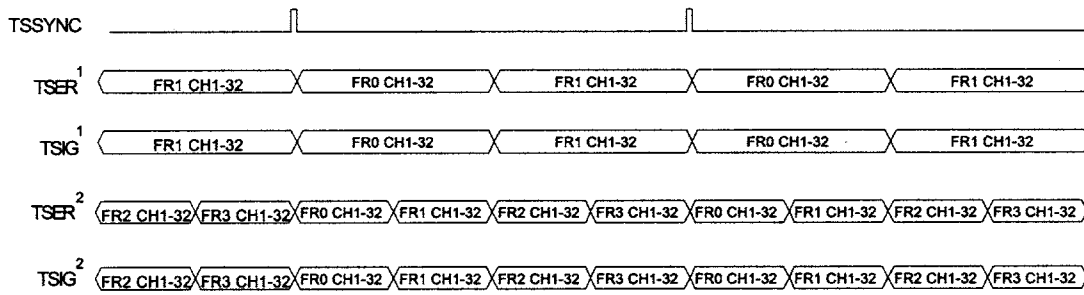 TSSYNC
TSER¹ FR1 CH1-32 FR0 CH1-32 FR1 CH1-32 FR0 CH1-32 FR1 CH1-32
TSIG¹ FR1 CH1-32 FR0 CH1-32 FR1 CH1-32 FR0 CH1-32 FR1 CH1-32
TSER² FR2 CH1-32 FR3 CH1-32 FR0 CH1-32 FR1 CH1-32 FR2 CH1-32 FR3 CH1-32 FR0 CH1-32 FR1 CH1-32 FR2 CH1-32 FR3 CH1-32
TSIG² FR2 CH1-32 FR3 CH1-32 FR0 CH1-32 FR1 CH1-32 FR2 CH1-32 FR3 CH1-32 FR0 CH1-32 FR1 CH1-32 FR2 CH1-32 FR3 CH1-32